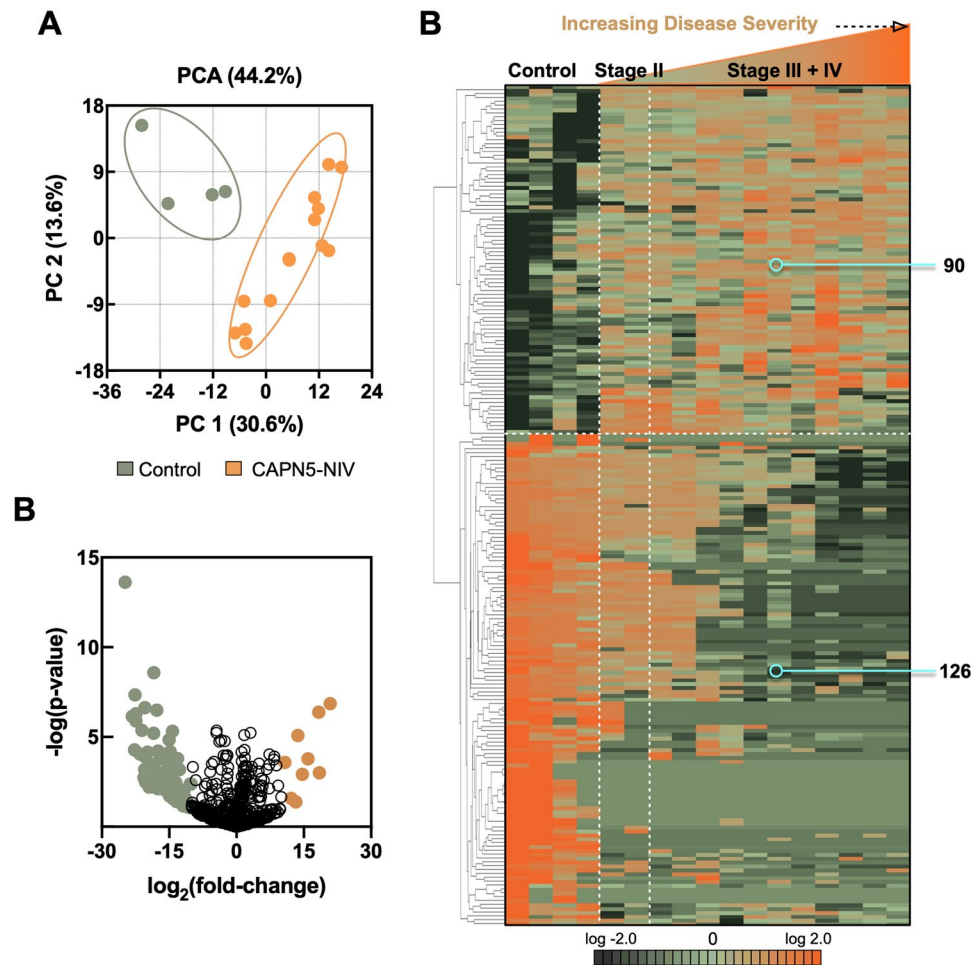 A
PCA (44.2%)
18
9
0
-9
-18
PC 2 (13.6%)
-36 -24 -12 0 12 24
PC 1 (30.6%)
Control CAPN5-NIV
B
15
10
5
-log(p-value)
-30 -15 0 15 30
log2(fold-change)
B
Increasing Disease Severity
Control Stage II Stage III + IV
90
126
log -2.0 0 log 2.0